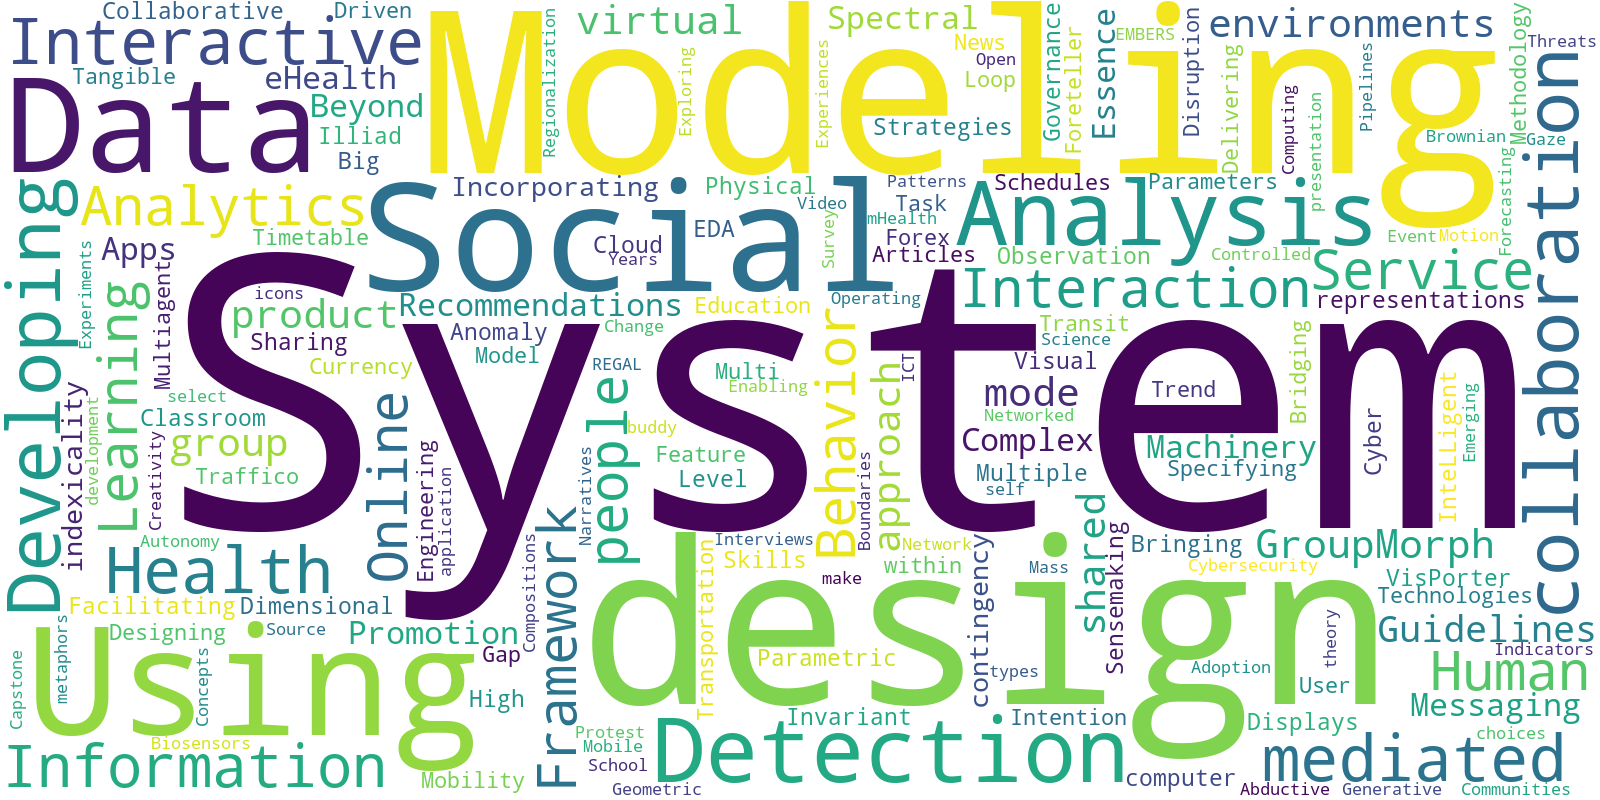 Collaborative
Driven
Interactive
Modeling
virtual
Spectral
environments
Tangible
eHealth
Data
Beyond
Illiad
Big
Regionalization
Exploring
Experiences
News
Open
Loop
Strategies
Governance
Foreteller
Essence
EMBERS
Disruption
Delivering
Computing
presentation
Pipelines
Methodology
Threats
Brownian
Gaze
Forecasting
collaboration
Developing
Analytics
Incorporating
Physical
Patterns
Schedules
Parameters
Social
Video
Task
mHealth
Analysis
Apps
Timetable
EDA
Survey
Forex
Articles
Observation
Controlled
Event
Motion
Cloud
Years
Experiments
Learning
Multiagent
icons
Interaction
Service
representations
product
Recommendations
Education
Operating
Sharing
Anomaly
Change
System
Transit
Science
Bridging
Currency
Model
REGAL
Multi
Enabling
Behavior
approach
ICT
Visual
mode
Trend
select
Online
people
indexicality
development
Classroom
buddy
Networked
Complex
Machinery
Cyber
IntelLigent
Emerging
group
Creativity
Traffico
Engineering
application
Feature
Level
Boundaries
Multiple
Specifying
self
Narratives
Framework
shared
Autonomy
Compositions
Interviews
Skills
Network
within
make
Bringing
GroupMorph
Sensemaking
Mass
Cybersecurity
Health
VisPorter
Technologies
Facilitating
Dimensional
Transportation
design
contingency
Designing
Source
Promotion
Guidelines
metaphors
Using
Gap
Parametric
types
Adoption
theory
Indicators
Human
User
Capstone
Concepts
High
Messaging
Biosensors
Invariant
Intention
Displays
Information
Protest
Mobile
Detection
choices
Mobility
School
mediated
computer
Geometric
Abductive
Generative
Communities